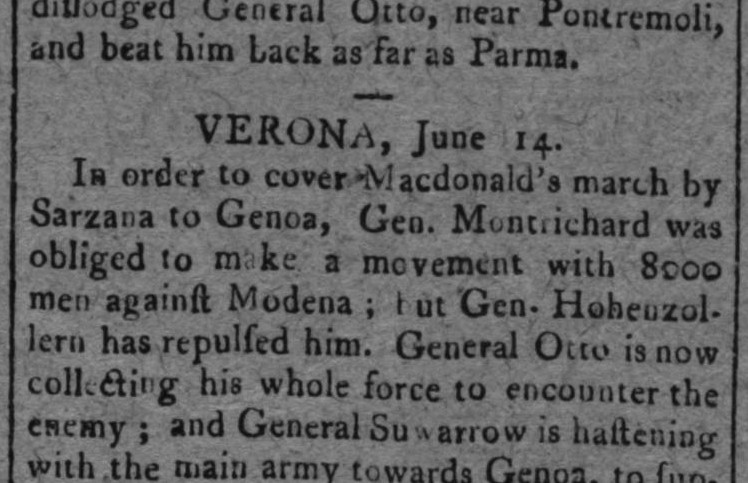 diſlodged General Otto, near Pontremoli,
and beat him back as far as Parma.
VERONA, June 14.
In order to cover Macdonald's march by
Sarzana to Genoa, Gen. Montrichard was
obliged to make a movement with 8000
men againſt Modena ; but Gen. Hohenzol-
lern has repulſed him. General Otto is now
collecting his whole force to encounter the
enemy ; and General Suwarrow is haſtening
with the main army towards Genoa, to ſup-